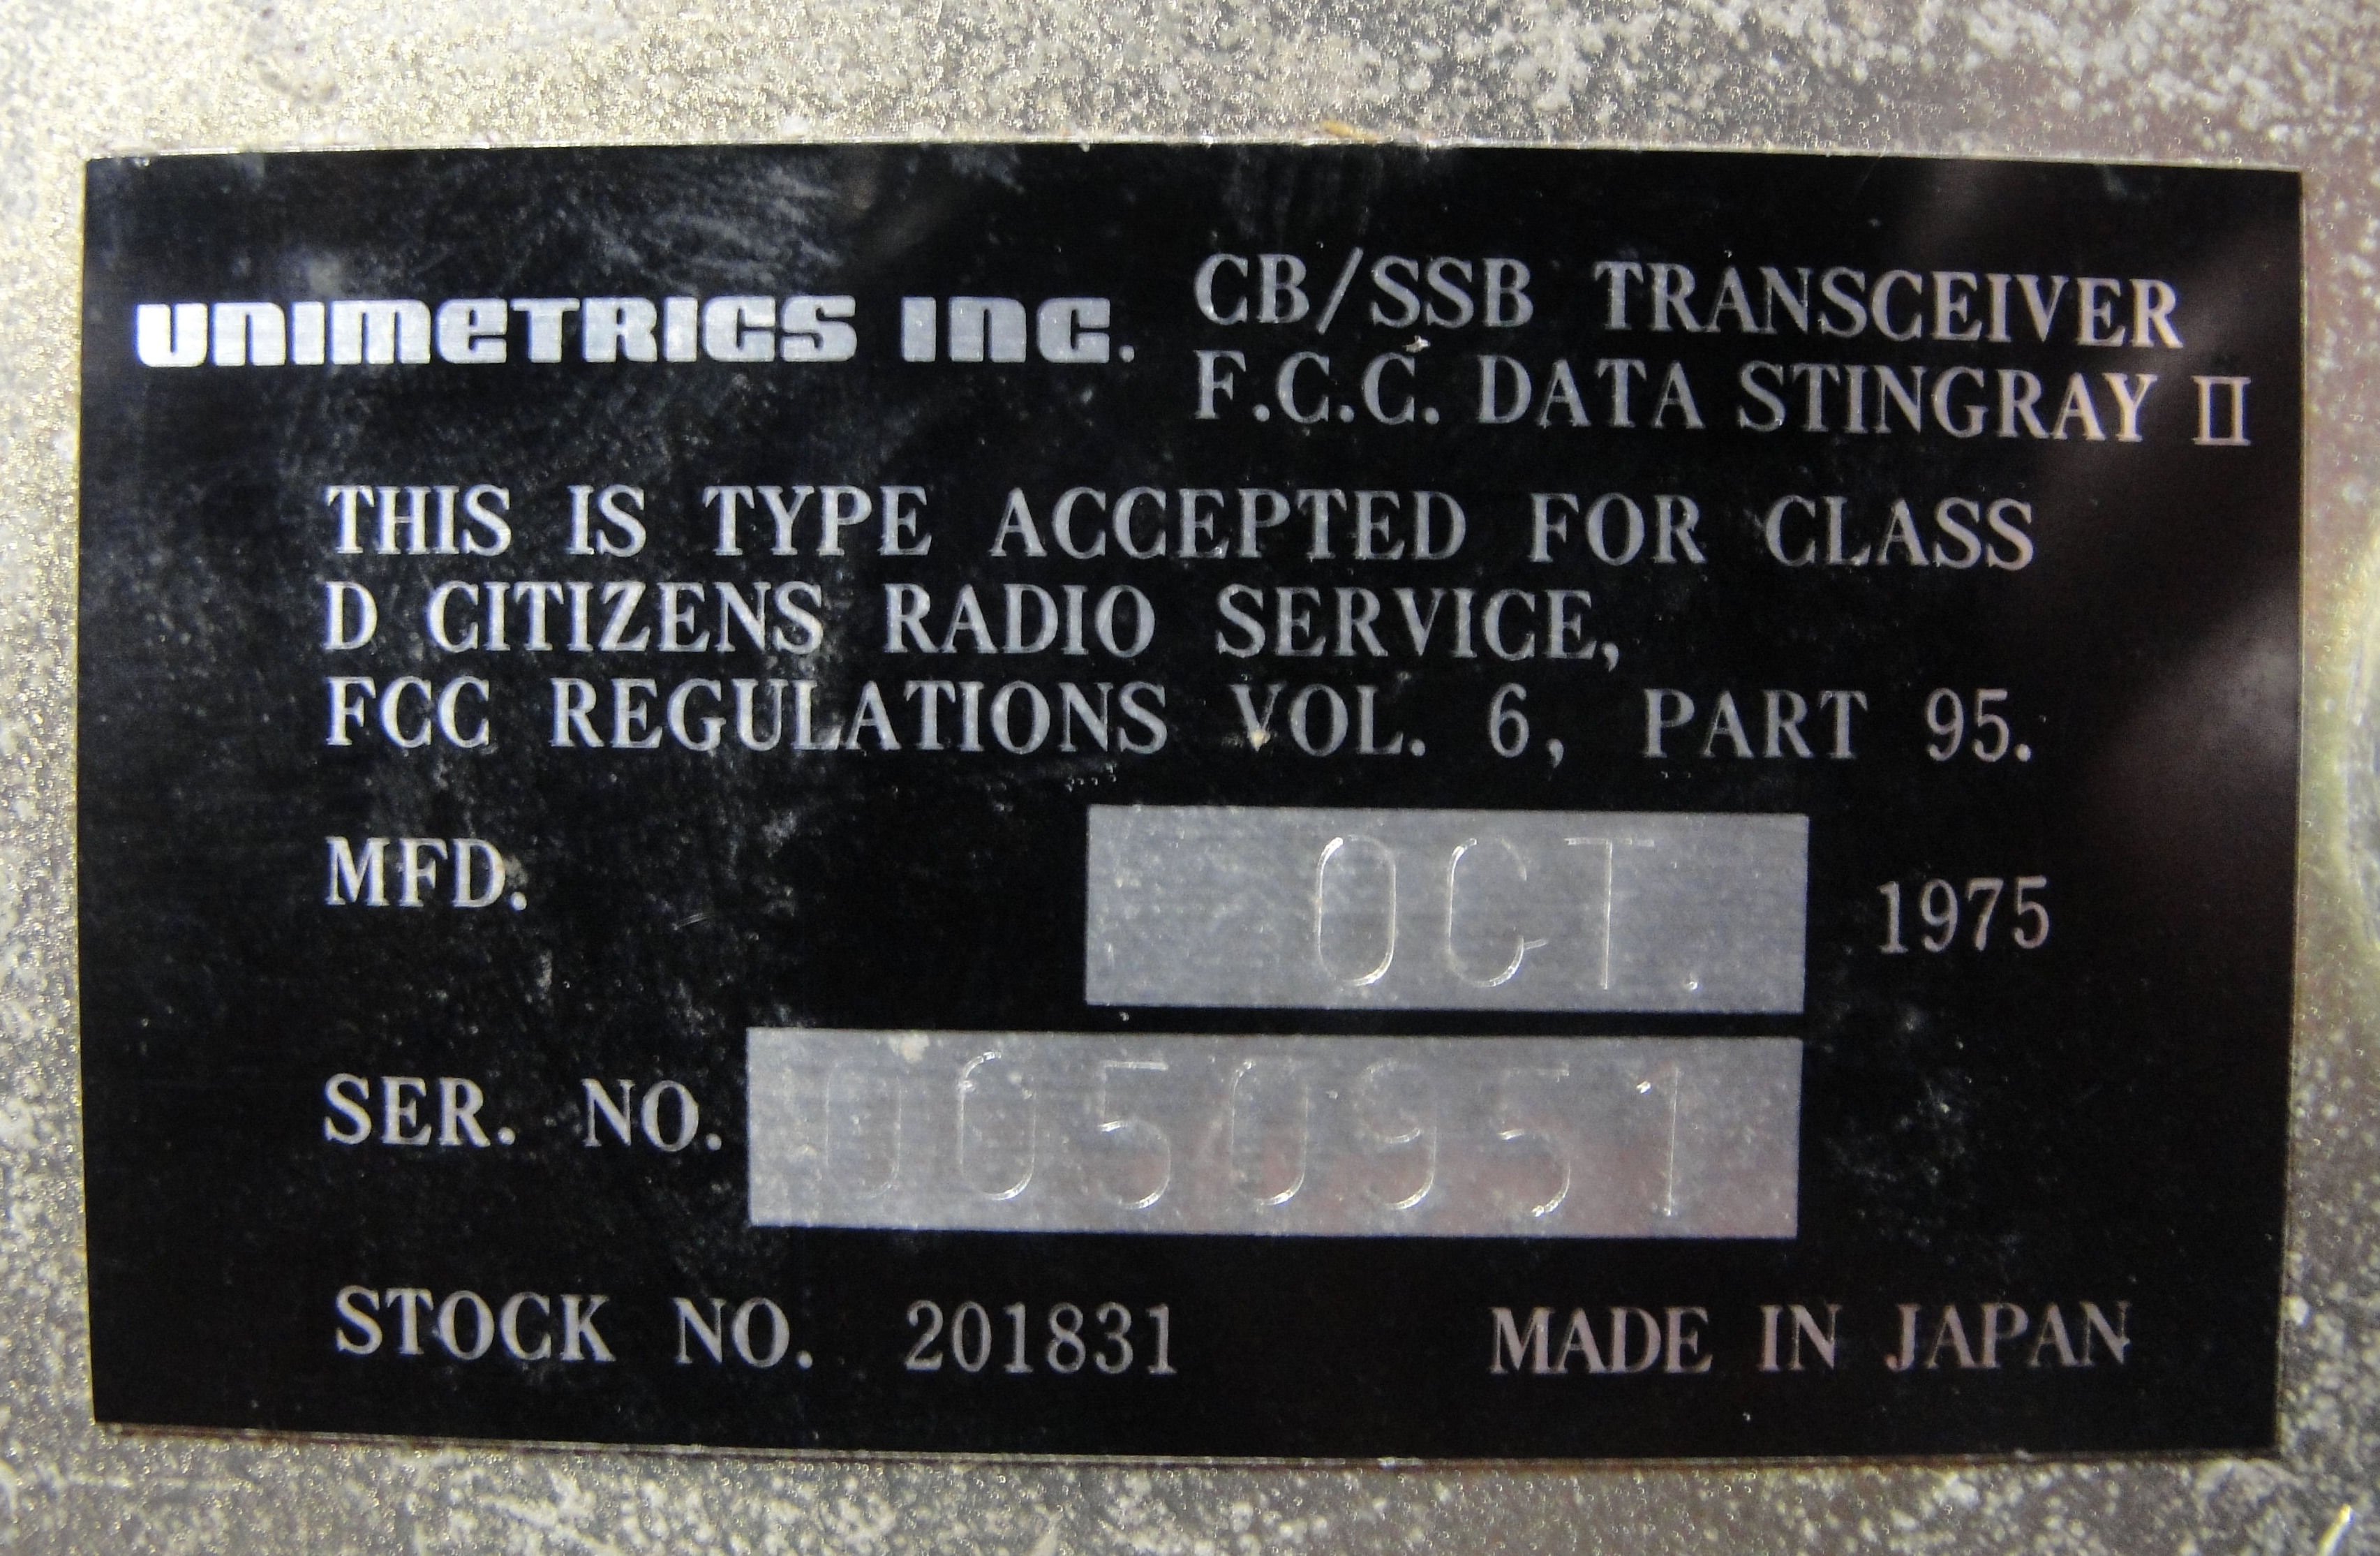 UNIMETRICS INC.
CB/SSB TRANSCEIVER
F.C.C. DATA STINGRAY II
THIS IS TYPE ACCEPTED FOR CLASS
D CITIZENS RADIO SERVICE,
FCC REGULATIONS VOL. 6, PART 95.
MFD. OCT. 1975
SER. NO. 0050951
STOCK NO. 201831 MADE IN JAPAN